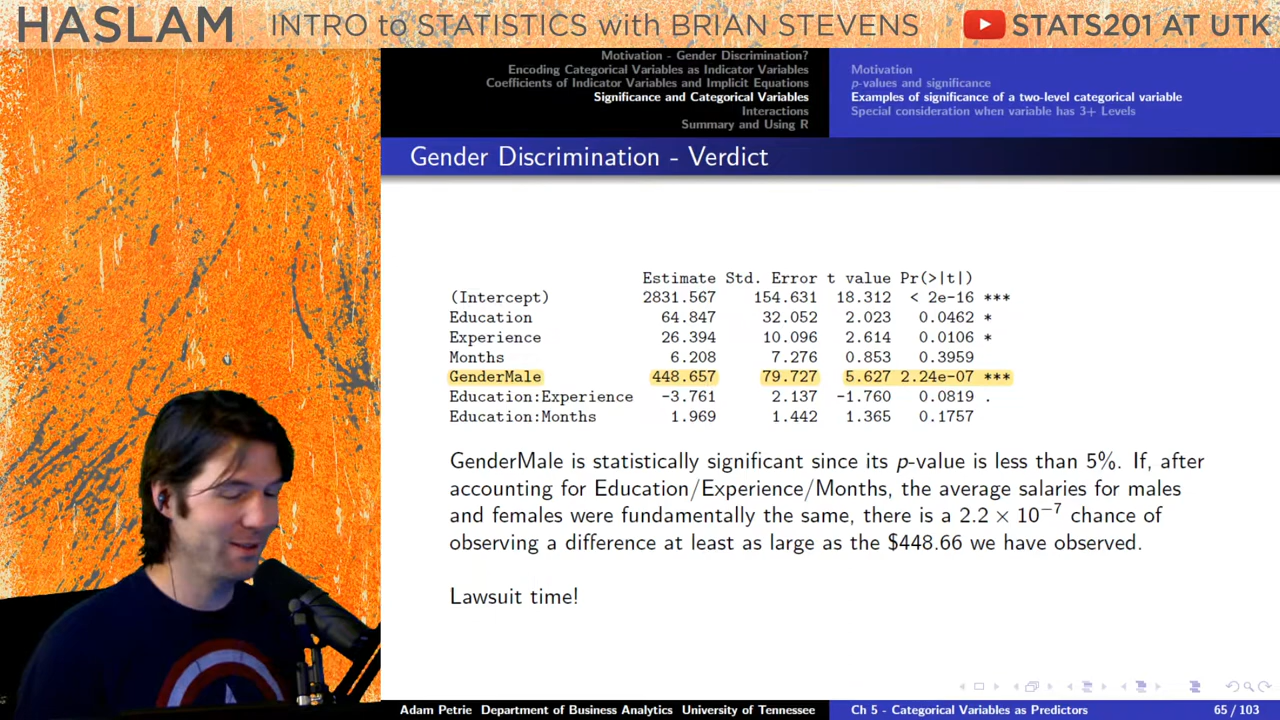 HASLAM INTRO to STATISTICS with BRIAN STEVENS STATS201 AT UTK
Motivation - Gender Discrimination?
Encoding Categorical Variables as Indicator Variables
Coefficients of Indicator Variables and Implicit Equations
Significance and Categorical Variables
Interactions
Summary and Using R
Motivation
p-values and significance
Examples of significance of a two-level categorical variable
Special consideration when variable has 3+ Levels
Gender Discrimination - Verdict
Estimate Std. Error t value Pr(>|t|)
(Intercept) 2831.567 154.631 18.312 < 2e-16 ***
Education 64.847 32.052 2.023 0.0462 *
Experience 26.394 10.096 2.614 0.0106 *
Months 6.208 7.276 0.853 0.3959
GenderMale 448.657 79.727 5.627 2.24e-07 ***
Education:Experience -3.761 2.137 -1.760 0.0819 .
Education:Months 1.969 1.442 1.365 0.1757
GenderMale is statistically significant since its p-value is less than 5%. If, after
accounting for Education/Experience/Months, the average salaries for males
and females were fundamentally the same, there is a 2.2 × 10⁻⁷ chance of
observing a difference at least as large as the $448.66 we have observed.
Lawsuit time!
Adam Petrie Department of Business Analytics University of Tennessee Ch 5 - Categorical Variables as Predictors 65 / 103